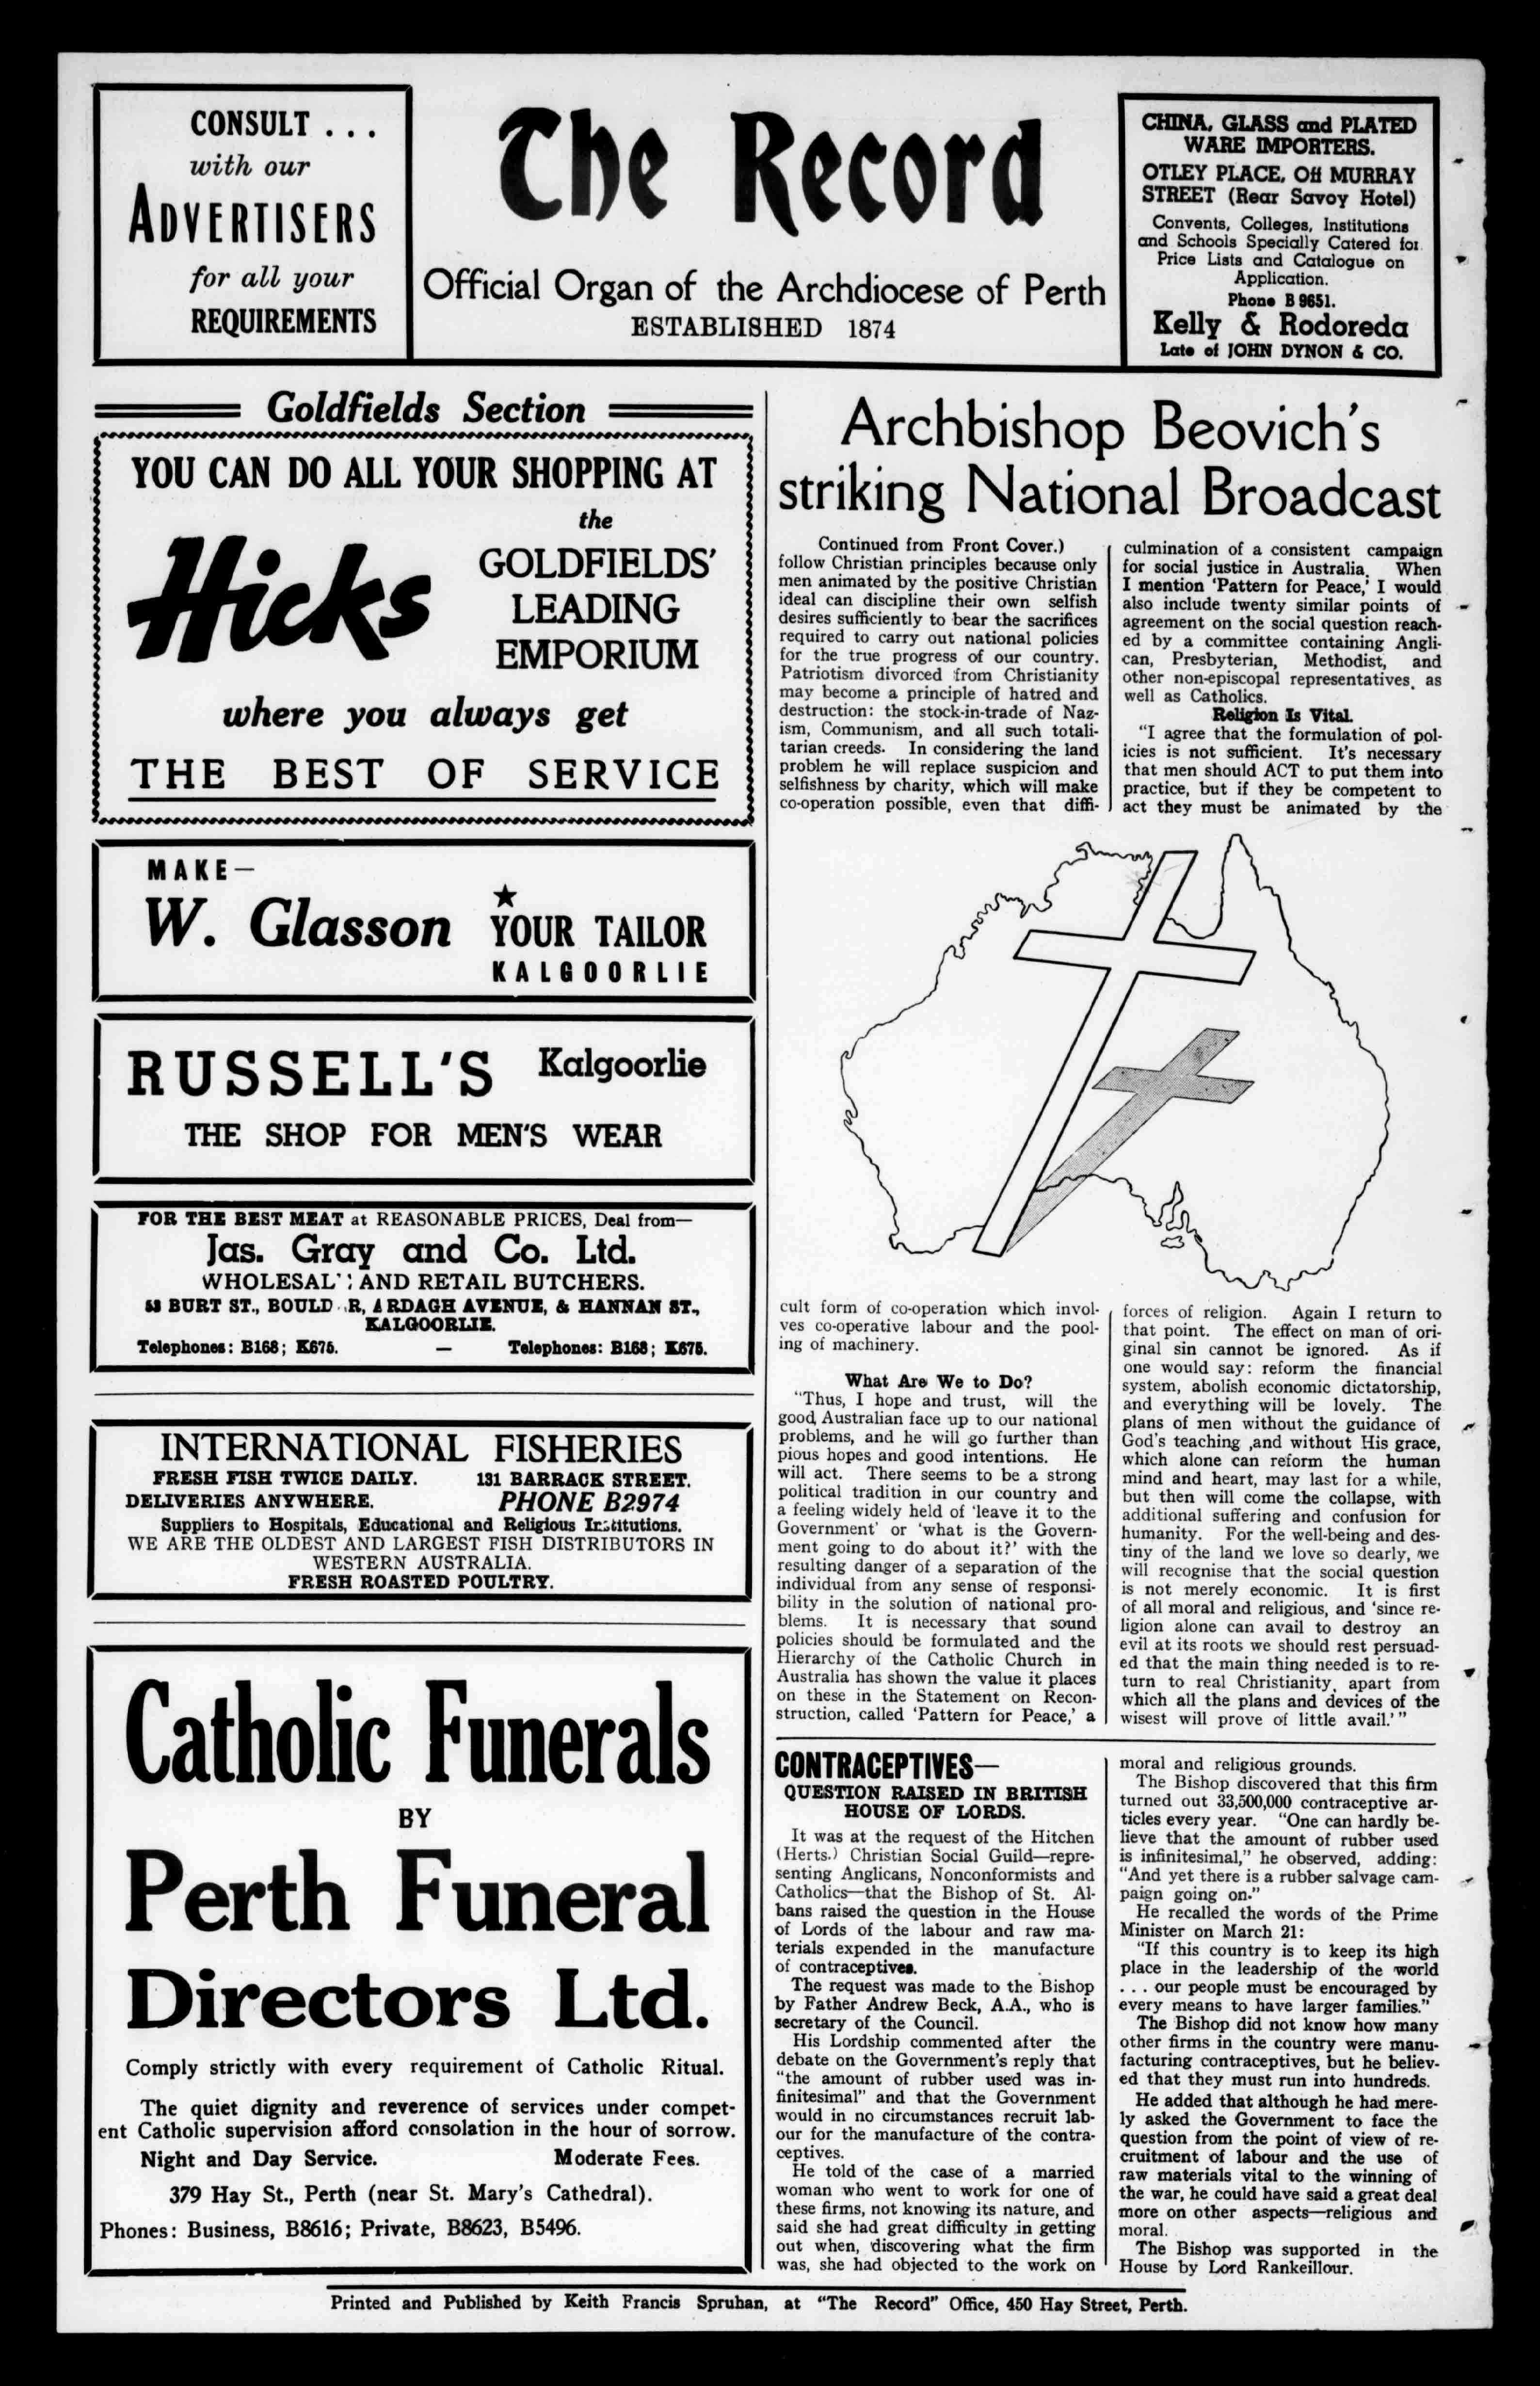 CONSULT . . .
with our
ADVERTISERS
for all your
REQUIREMENTS
The Record
Official Organ of the Archdiocese of Perth
ESTABLISHED 1874
CHINA, GLASS and PLATED
WARE IMPORTERS.
OTLEY PLACE, Off MURRAY
STREET (Rear Savoy Hotel)
Convents, Colleges, Institutions
and Schools Specially Catered for.
Price Lists and Catalogue on
Application.
Phone B 9651.
Kelly & Rodoreda
Late of JOHN DYNON & CO.
Goldfields Section
YOU CAN DO ALL YOUR SHOPPING AT
Hicks
the
GOLDFIELDS'
LEADING
EMPORIUM
where you always get
THE BEST OF SERVICE
MAKE—
W. Glasson YOUR TAILOR
KALGOORLIE
RUSSELL'S Kalgoorlie
THE SHOP FOR MEN'S WEAR
FOR THE BEST MEAT at REASONABLE PRICES, Deal from—
Jas. Gray and Co. Ltd.
WHOLESAL AND RETAIL BUTCHERS.
53 BURT ST., BOULD R, ARDAGH AVENUE, & HANNAN ST.,
KALGOORLIE.
Telephones: B168; K675. — Telephones: B168; K675.
INTERNATIONAL FISHERIES
FRESH FISH TWICE DAILY. 131 BARRACK STREET.
DELIVERIES ANYWHERE. PHONE B2974
Suppliers to Hospitals, Educational and Religious Institutions.
WE ARE THE OLDEST AND LARGEST FISH DISTRIBUTORS IN
WESTERN AUSTRALIA.
FRESH ROASTED POULTRY.
Catholic Funerals
BY
Perth Funeral
Directors Ltd.
Comply strictly with every requirement of Catholic Ritual.
The quiet dignity and reverence of services under compet-
ent Catholic supervision afford consolation in the hour of sorrow.
Night and Day Service. Moderate Fees.
379 Hay St., Perth (near St. Mary's Cathedral).
Phones: Business, B8616; Private, B8623, B5496.
Archbishop Beovich's
striking National Broadcast
Continued from Front Cover.)
follow Christian principles because only
men animated by the positive Christian
ideal can discipline their own selfish
desires sufficiently to bear the sacrifices
required to carry out national policies
for the true progress of our country.
Patriotism divorced from Christianity
may become a principle of hatred and
destruction: the stock-in-trade of Naz-
ism, Communism, and all such totali-
tarian creeds. In considering the land
problem he will replace suspicion and
selfishness by charity, which will make
co-operation possible, even that diffi-
cult form of co-operation which invol-
ves co-operative labour and the pool-
ing of machinery.
What Are We to Do?
"Thus, I hope and trust, will the
good Australian face up to our national
problems, and he will go further than
pious hopes and good intentions. He
will act. There seems to be a strong
political tradition in our country and
a feeling widely held of 'leave it to the
Government' or 'what is the Govern-
ment going to do about it?' with the
resulting danger of a separation of the
individual from any sense of responsi-
bility in the solution of national pro-
blems. It is necessary that sound
policies should be formulated and the
Hierarchy of the Catholic Church in
Australia has shown the value it places
on these in the Statement on Recon-
struction, called 'Pattern for Peace,' a
culmination of a consistent campaign
for social justice in Australia. When
I mention 'Pattern for Peace,' I would
also include twenty similar points of
agreement on the social question reach-
ed by a committee containing Angli-
can, Presbyterian, Methodist, and
other non-episcopal representatives, as
well as Catholics.
Religion Is Vital.
"I agree that the formulation of pol-
icies is not sufficient. It's necessary
that men should ACT to put them into
practice, but if they be competent to
act they must be animated by the
forces of religion. Again I return to
that point. The effect on man of ori-
ginal sin cannot be ignored. As if
one would say: reform the financial
system, abolish economic dictatorship,
and everything will be lovely. The
plans of men without the guidance of
God's teaching ,and without His grace,
which alone can reform the human
mind and heart, may last for a while,
but then will come the collapse, with
additional suffering and confusion for
humanity. For the well-being and des-
tiny of the land we love so dearly, we
will recognise that the social question
is not merely economic. It is first
of all moral and religious, and 'since re-
ligion alone can avail to destroy an
evil at its roots we should rest persuad-
ed that the main thing needed is to re-
turn to real Christianity, apart from
which all the plans and devices of the
wisest will prove of little avail.'"
CONTRACEPTIVES—
QUESTION RAISED IN BRITISH
HOUSE OF LORDS.
It was at the request of the Hitchen
(Herts.) Christian Social Guild—repre-
senting Anglicans, Nonconformists and
Catholics—that the Bishop of St. Al-
bans raised the question in the House
of Lords of the labour and raw ma-
terials expended in the manufacture
of contraceptives.
The request was made to the Bishop
by Father Andrew Beck, A.A., who is
secretary of the Council.
His Lordship commented after the
debate on the Government's reply that
"the amount of rubber used was in-
finitesimal" and that the Government
would in no circumstances recruit lab-
our for the manufacture of the contra-
ceptives.
He told of the case of a married
woman who went to work for one of
these firms, not knowing its nature, and
said she had great difficulty in getting
out when, discovering what the firm
was, she had objected to the work on
moral and religious grounds.
The Bishop discovered that this firm
turned out 33,500,000 contraceptive ar-
ticles every year. "One can hardly be-
lieve that the amount of rubber used
is infinitesimal," he observed, adding:
"And yet there is a rubber salvage cam-
paign going on."
He recalled the words of the Prime
Minister on March 21:
"If this country is to keep its high
place in the leadership of the world
. . . our people must be encouraged by
every means to have larger families."
The Bishop did not know how many
other firms in the country were manu-
facturing contraceptives, but he believ-
ed that they must run into hundreds.
He added that although he had mere-
ly asked the Government to face the
question from the point of view of re-
cruitment of labour and the use of
raw materials vital to the winning of
the war, he could have said a great deal
more on other aspects—religious and
moral.
The Bishop was supported in the
House by Lord Rankeillour.
Printed and Published by Keith Francis Spruhan, at "The Record" Office, 450 Hay Street, Perth.